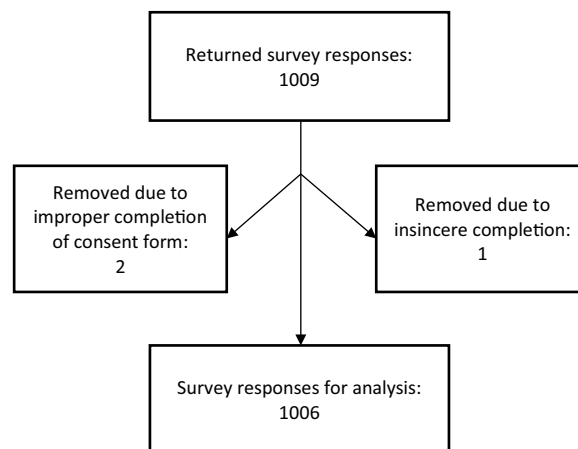 Returned survey responses:
1009
Removed due to
improper completion
of consent form:
2
Removed due to
insincere completion:
1
Survey responses for analysis:
1006